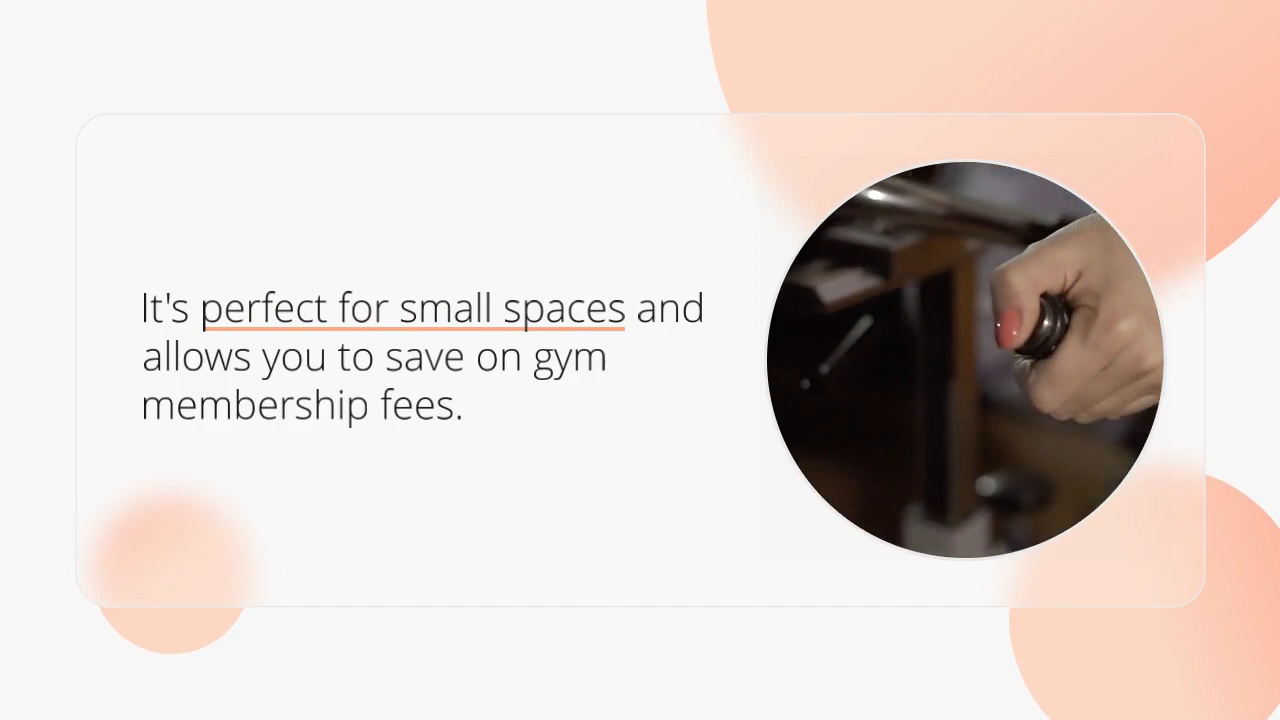 It's perfect for small spaces and
allows you to save on gym
membership fees.